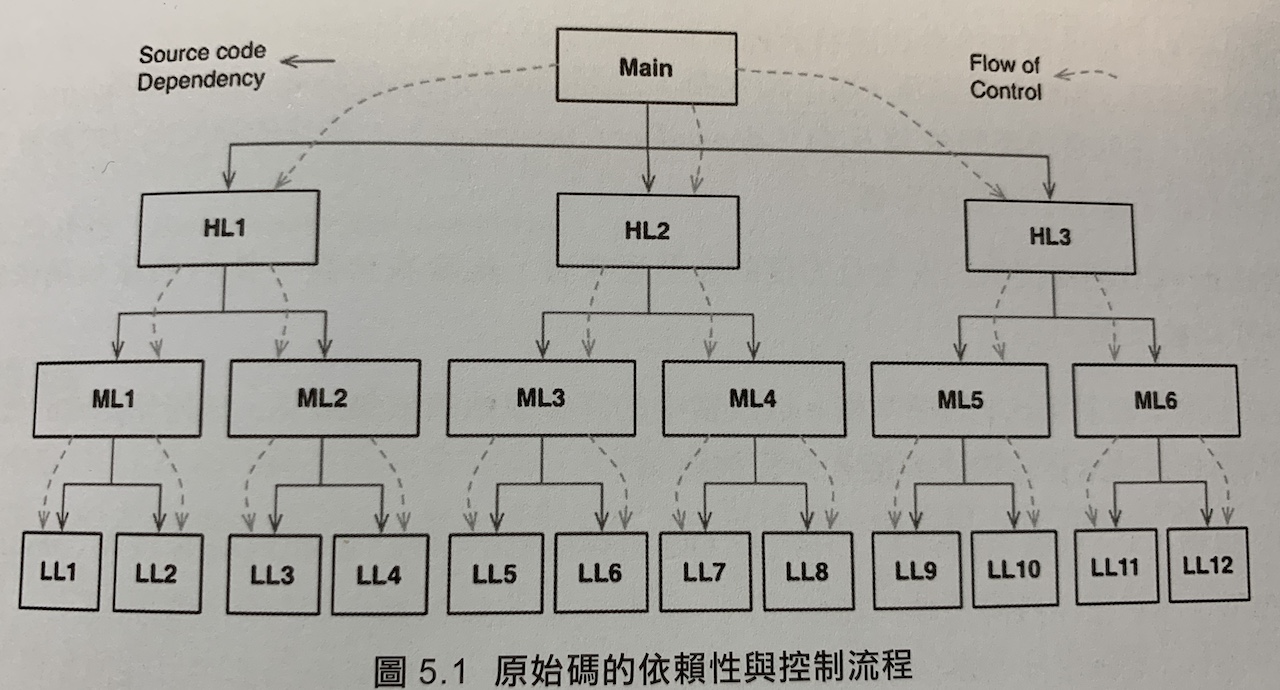 Source code
Dependency
Main
Flow of
Control
HL1
HL2
HL3
ML1
ML2
ML3
ML4
ML5
ML6
LL1
LL2
LL3
LL4
LL5
LL6
LL7
LL8
LL9
LL10
LL11
LL12
圖 5.1 原始碼的依賴性與控制流程